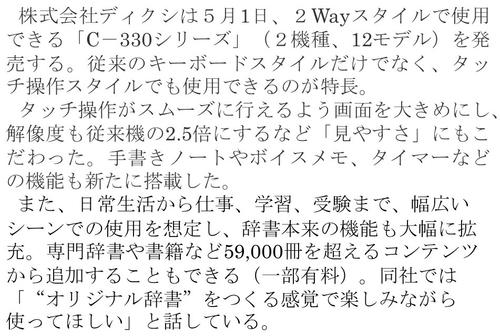 株式会社ディクシは５月1日、２Wayスタイルで使用
できる「C－330シリーズ」（２機種、12モデル）を発
売する。従来のキーボードスタイルだけでなく、タッ
チ操作スタイルでも使用できるのが特長。
タッチ操作がスムーズに行えるよう画面を大きめにし、
解像度も従来機の2.5倍にするなど「見やすさ」にもこ
だわった。手書きノートやボイスメモ、タイマーなど
の機能も新たに搭載した。
また、日常生活から仕事、学習、受験まで、幅広い
シーンでの使用を想定し、辞書本来の機能も大幅に拡
充。専門辞書や書籍など59,000冊を超えるコンテンツ
から追加することもできる（一部有料）。同社では
「“オリジナル辞書”をつくる感覚で楽しみながら
使ってほしい」と話している。